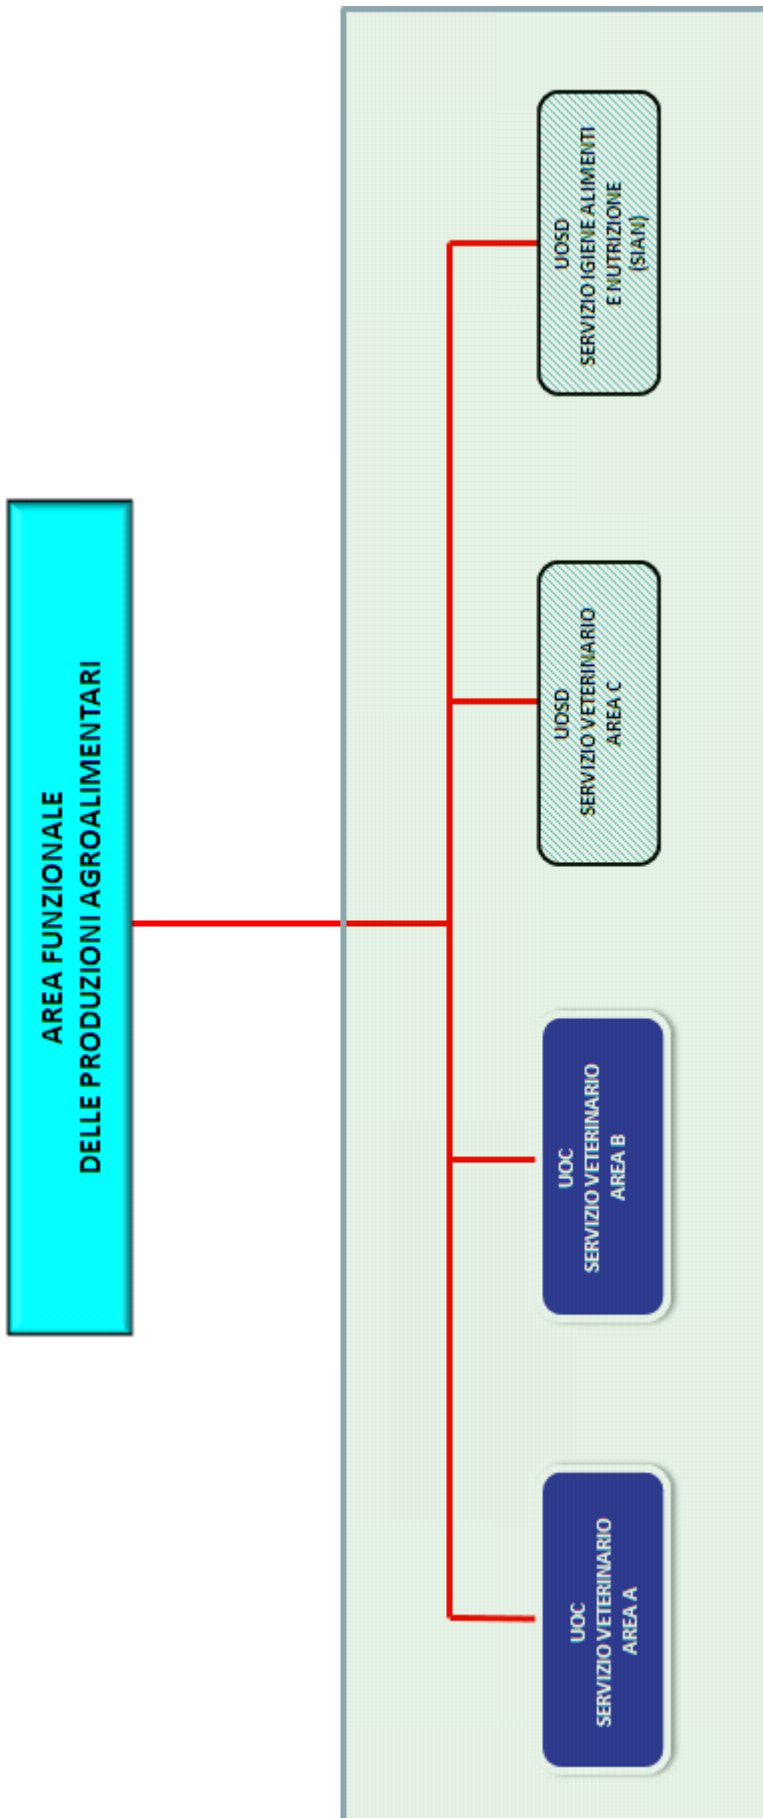 AREA FUNZIONALE
DELLE PRODUZIONI AGROALIMENTARI
UOC
SERVIZIO VETERINARIO
AREA A
UOC
SERVIZIO VETERINARIO
AREA B
UOSD
SERVIZIO VETERINARIO
AREA C
UOSD
SERVIZIO IGIENE ALIMENTI
E NUTRIZIONE
(SIAN)